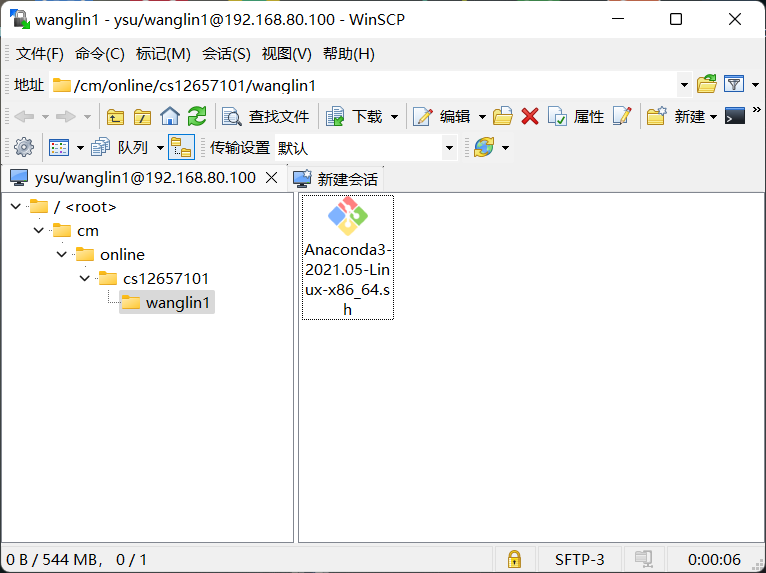 wanglin1 - ysu/wanglin1@192.168.80.100 - WinSCP
文件(F) 命令(C) 标记(M) 会话(S) 视图(V) 帮助(H)
地址 /cm/online/cs12657101/wanglin1
查找文件 下载 编辑 属性 新建 »
队列 传输设置 默认
ysu/wanglin1@192.168.80.100 新建会话
/ <root>
cm
online
cs12657101
wanglin1
Anaconda3-
2021.05-Lin
ux-x86_64.s
h
0 B / 544 MB， 0 / 1 SFTP-3 0:00:06